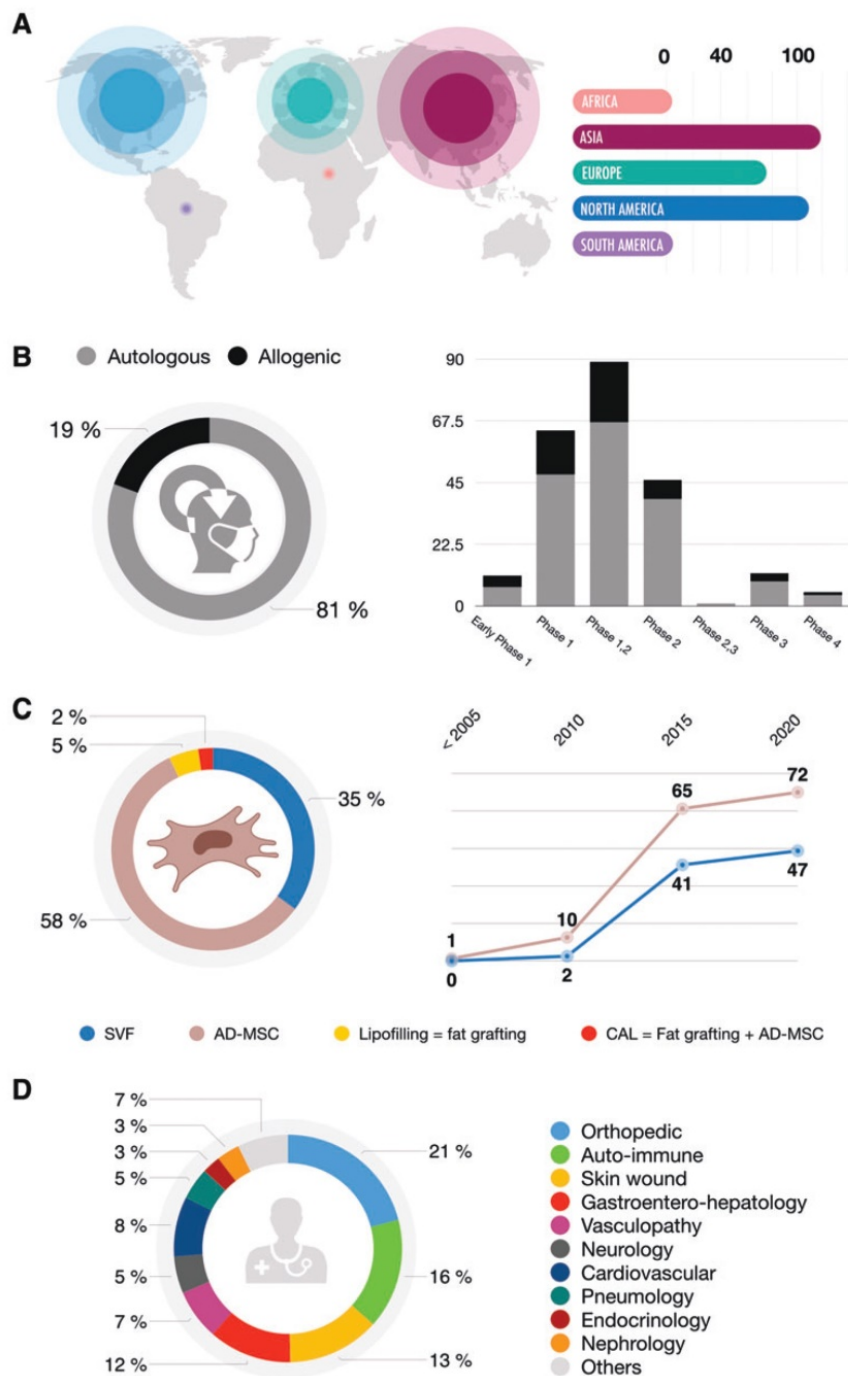 A
0 40 100
AFRICA
ASIA
EUROPE
NORTH AMERICA
SOUTH AMERICA
B
Autologous Allogenic
19 %
81 %
90
67.5
45
22.5
0
Early Phase 1
Phase 1
Phase 1,2
Phase 2
Phase 2,3
Phase 3
Phase 4
C
2 %
5 %
35 %
58 %
< 2005 2010 2015 2020
1 10 65 72
0 2 41 47
SVF AD-MSC Lipofilling = fat grafting CAL = Fat grafting + AD-MSC
D
7 %
3 %
3 %
5 %
8 %
5 %
7 %
12 %
21 %
16 %
13 %
Orthopedic
Auto-immune
Skin wound
Gastroentero-hepatology
Vasculopathy
Neurology
Cardiovascular
Pneumology
Endocrinology
Nephrology
Others